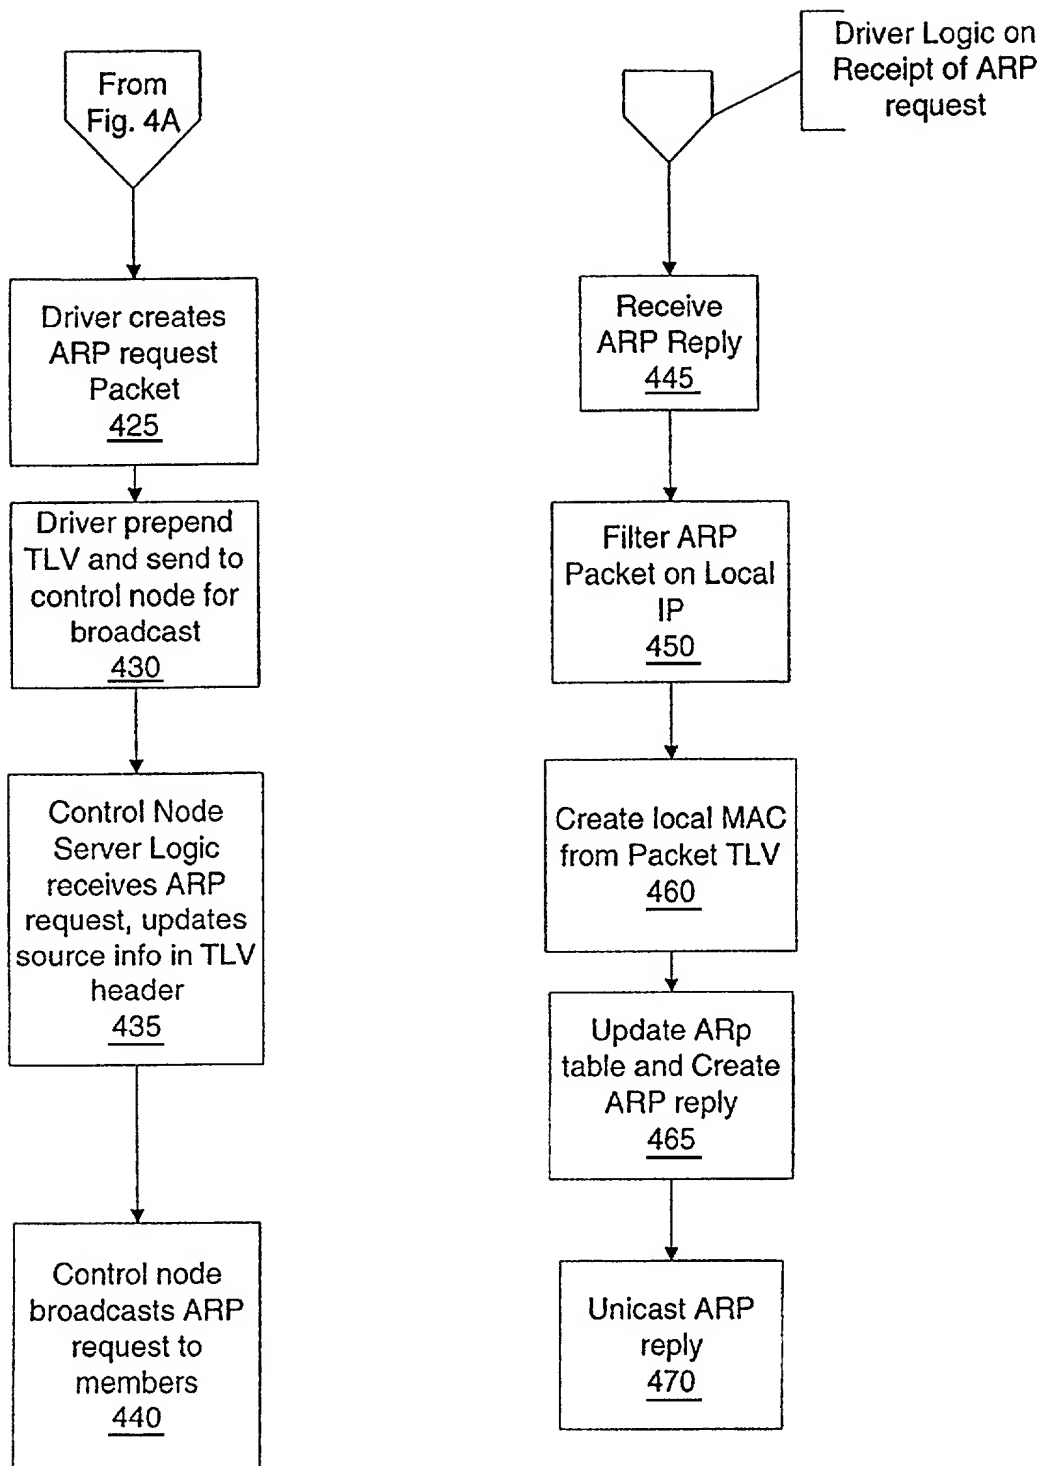 From
Fig. 4A
Driver creates
ARP request
Packet
425
Driver prepend
TLV and send to
control node for
broadcast
430
Control Node
Server Logic
receives ARP
request, updates
source info in TLV
header
435
Control node
broadcasts ARP
request to
members
440
Driver Logic on
Receipt of ARP
request
Receive
ARP Reply
445
Filter ARP
Packet on Local
IP
450
Create local MAC
from Packet TLV
460
Update ARp
table and Create
ARP reply
465
Unicast ARP
reply
470